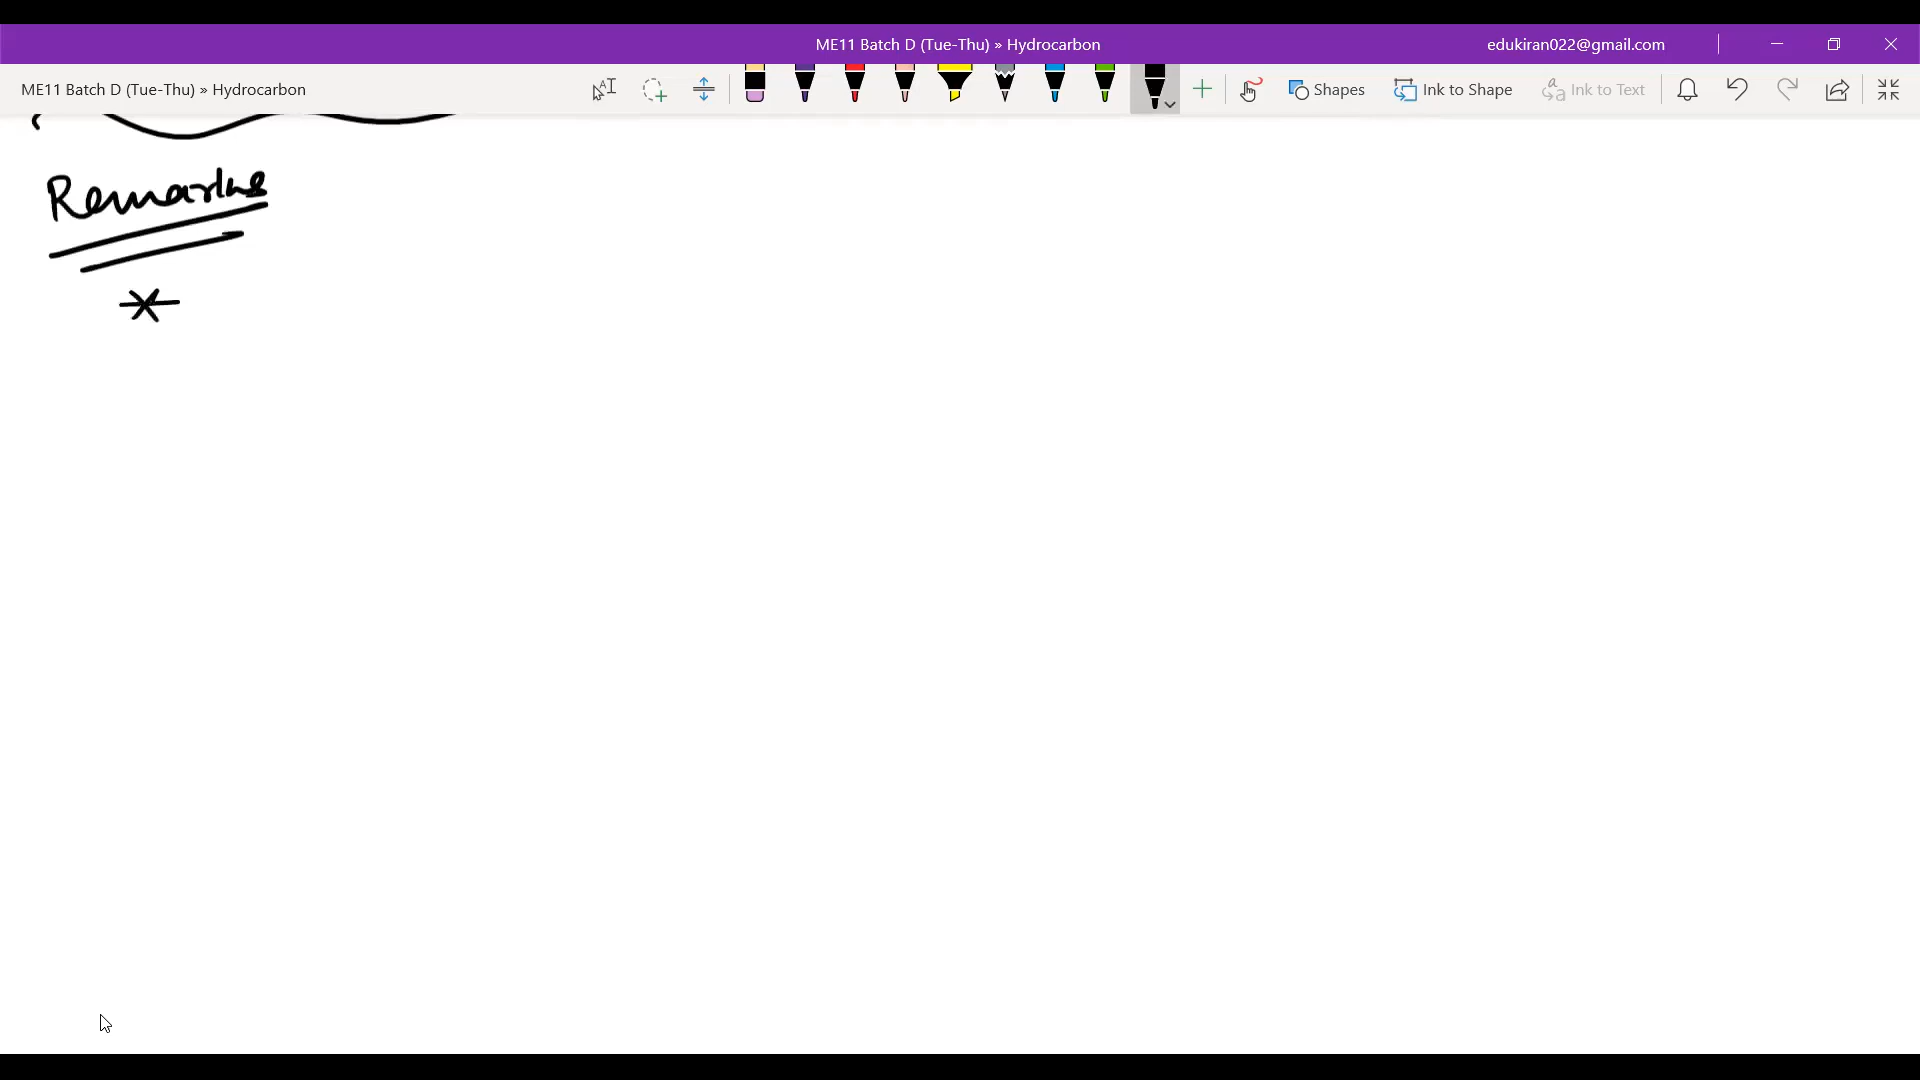 ME11 Batch D (Tue-Thu) » Hydrocarbon
edukiran022@gmail.com
ME11 Batch D (Tue-Thu) » Hydrocarbon
Shapes
Ink to Shape
Ink to Text
Remarks
*